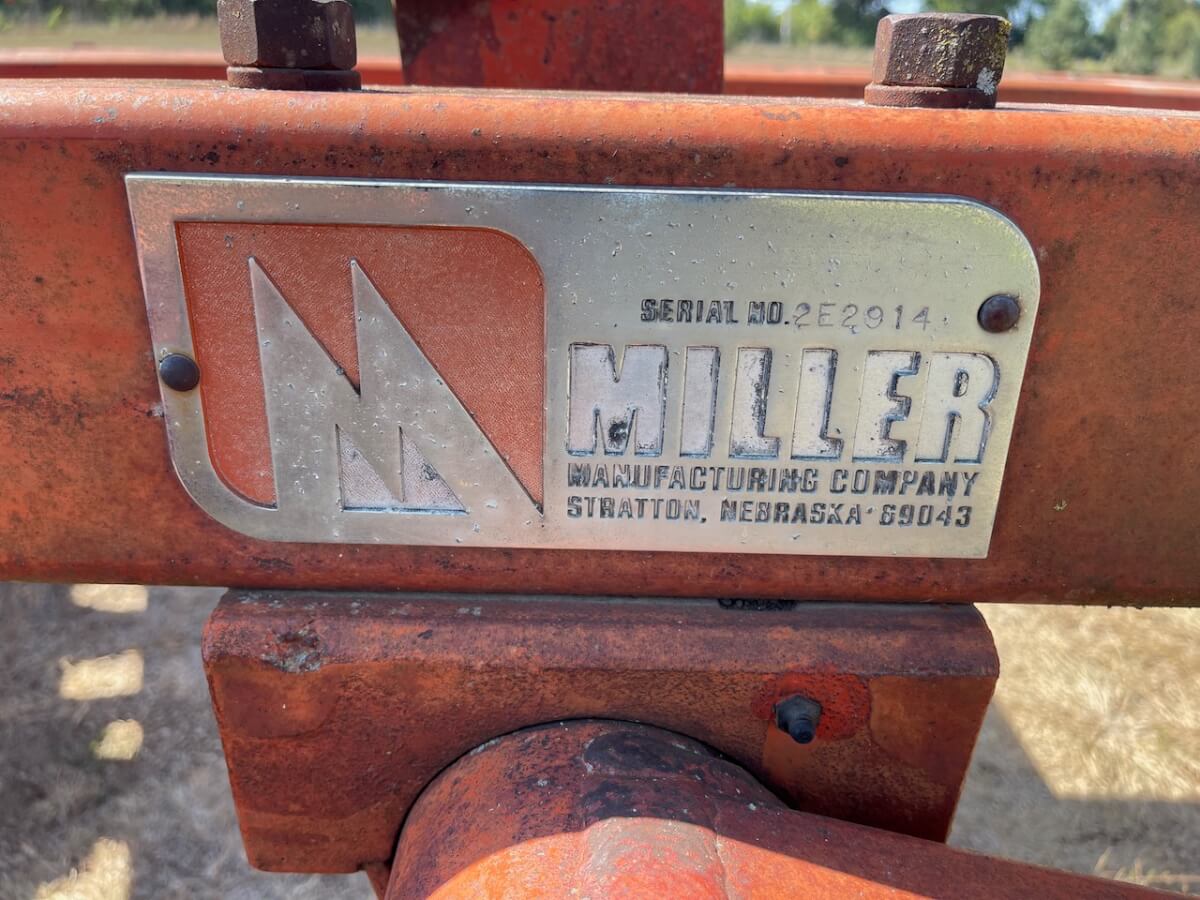 SERIAL NO. 2E2914
MILLER
MANUFACTURING COMPANY
STRATTON, NEBRASKA 69043